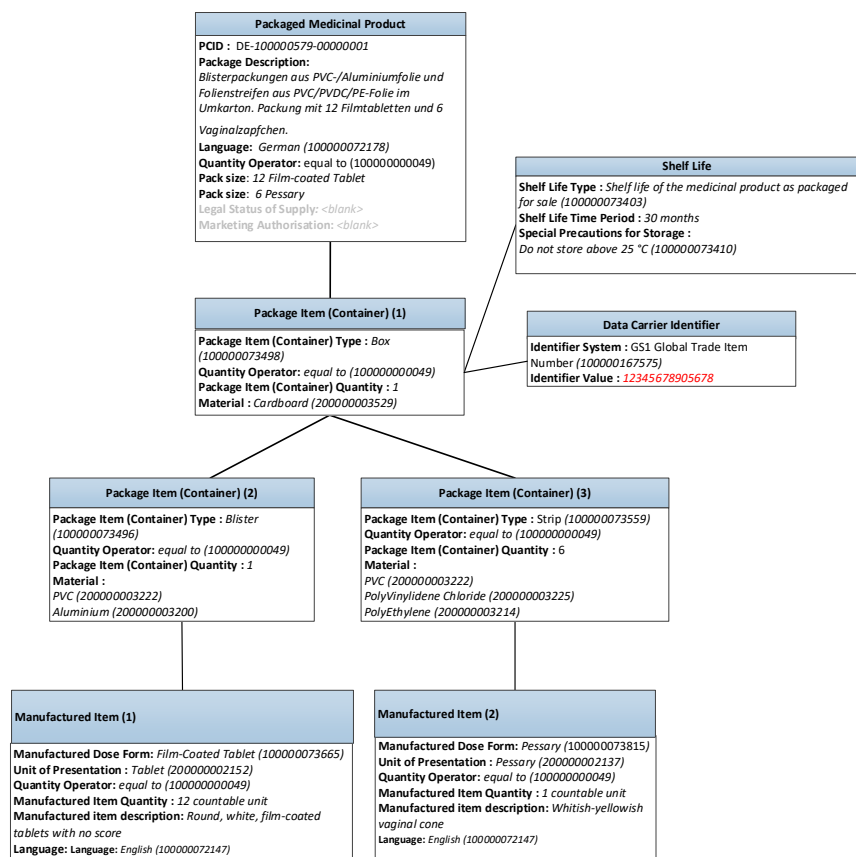 Packaged Medicinal Product
PCID : DE-100000579-00000001
Package Description:
Blisterpackungen aus PVC-/Aluminiumfolie und
Folienstreifen aus PVC/PVDC/PE-Folie im
Umkarton. Packung mit 12 Filmtabletten und 6
Vaginalzapfchen.
Language: German (100000072178)
Quantity Operator: equal to (100000000049)
Pack size: 12 Film-coated Tablet
Pack size: 6 Pessary
Legal Status of Supply: <blank>
Marketing Authorisation: <blank>
Shelf Life
Shelf Life Type : Shelf life of the medicinal product as packaged
for sale (100000073403)
Shelf Life Time Period : 30 months
Special Precautions for Storage :
Do not store above 25 °C (100000073410)
Package Item (Container) (1)
Package Item (Container) Type : Box
(100000073498)
Quantity Operator: equal to (100000000049)
Package Item (Container) Quantity : 1
Material : Cardboard (200000003529)
Data Carrier Identifier
Identifier System : GS1 Global Trade Item
Number (100000167575)
Identifier Value : 12345678905678
Package Item (Container) (2)
Package Item (Container) Type : Blister
(100000073496)
Quantity Operator: equal to (100000000049)
Package Item (Container) Quantity : 1
Material :
PVC (200000003222)
Aluminium (200000003200)
Package Item (Container) (3)
Package Item (Container) Type : Strip (100000073559)
Quantity Operator: equal to (100000000049)
Package Item (Container) Quantity : 6
Material :
PVC (200000003222)
PolyVinylidene Chloride (200000003225)
PolyEthylene (200000003214)
Manufactured Item (1)
Manufactured Dose Form: Film-Coated Tablet (100000073665)
Unit of Presentation : Tablet (200000002152)
Quantity Operator: equal to (100000000049)
Manufactured Item Quantity : 12 countable unit
Manufactured item description: Round, white, film-coated
tablets with no score
Language: Language: English (100000072147)
Manufactured Item (2)
Manufactured Dose Form: Pessary (100000073815)
Unit of Presentation : Pessary (200000002137)
Quantity Operator: equal to (100000000049)
Manufactured Item Quantity : 1 countable unit
Manufactured item description: Whitish-yellowish
vaginal cone
Language: English (100000072147)